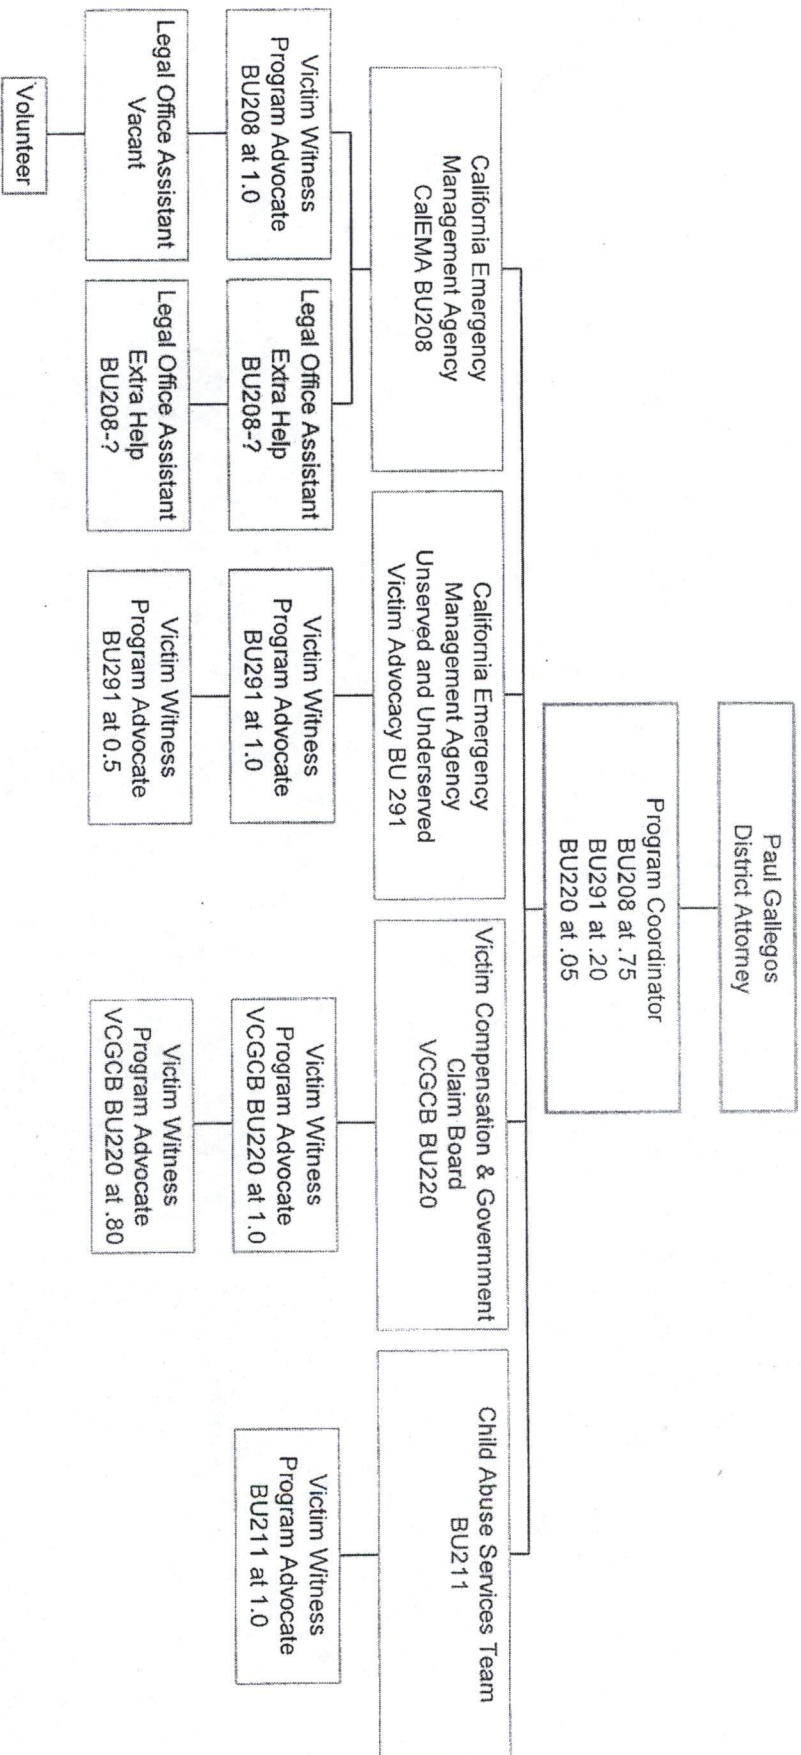 Paul Gallegos
District Attorney
Program Coordinator
BU208 at .75
BU291 at .20
BU220 at .05
California Emergency
Management Agency
CalEMA BU208
California Emergency
Management Agency
Unserved and Underserved
Victim Advocacy BU 291
Victim Compensation & Government
Claim Board
VCGCB BU220
Child Abuse Services Team
BU211
Victim Witness
Program Advocate
BU208 at 1.0
Legal Office Assistant
Extra Help
BU208-?
Victim Witness
Program Advocate
BU291 at 1.0
Victim Witness
Program Advocate
VCGCB BU220 at 1.0
Victim Witness
Program Advocate
BU211 at 1.0
Legal Office Assistant
Vacant
Legal Office Assistant
Extra Help
BU208-?
Victim Witness
Program Advocate
BU291 at 0.5
Victim Witness
Program Advocate
VCGCB BU220 at .80
Volunteer